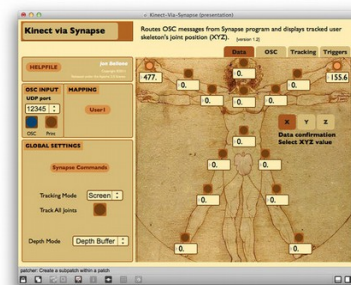 Kinect-Via-Synapse (presentation)
Kinect via Synapse
Routes OSC messages from Synapse program and displays tracked user
skeleton's joint position (XYZ). [version 1.2]
Data
OSC
Tracking
Triggers
HELPFILE
OSC INPUT
MAPPING
UDP port
12345
User1
OSC
Print
GLOBAL SETTINGS
Synapse Commands
Tracking Mode
Screen
Track All Joints
Depth Mode
Depth Buffer
477.
0.
155.6
0.
0.
0.
0.
0.
X
Y
Z
Data confirmation
Select XYZ value
0.
0.
0.
0.
0.
0.
0.
patcher: Create a subpatch within a patch